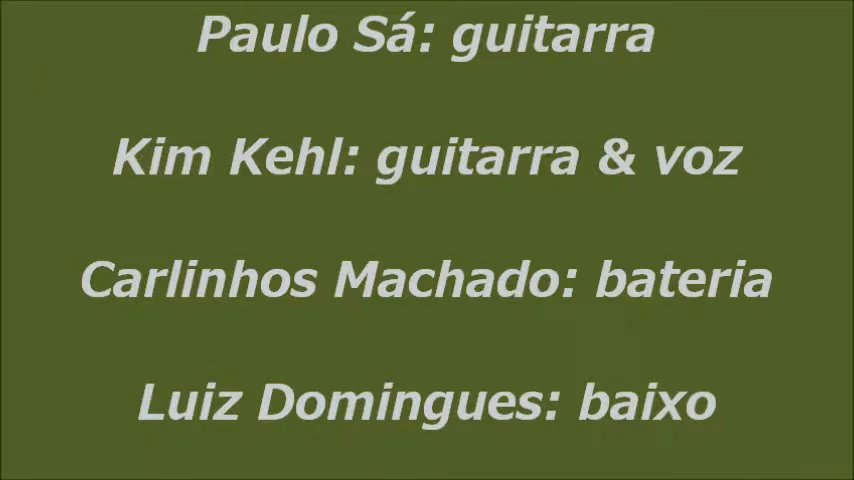 Paulo Sá: guitarra
Kim Kehl: guitarra & voz
Carlinhos Machado: bateria
Luiz Domingues: baixo